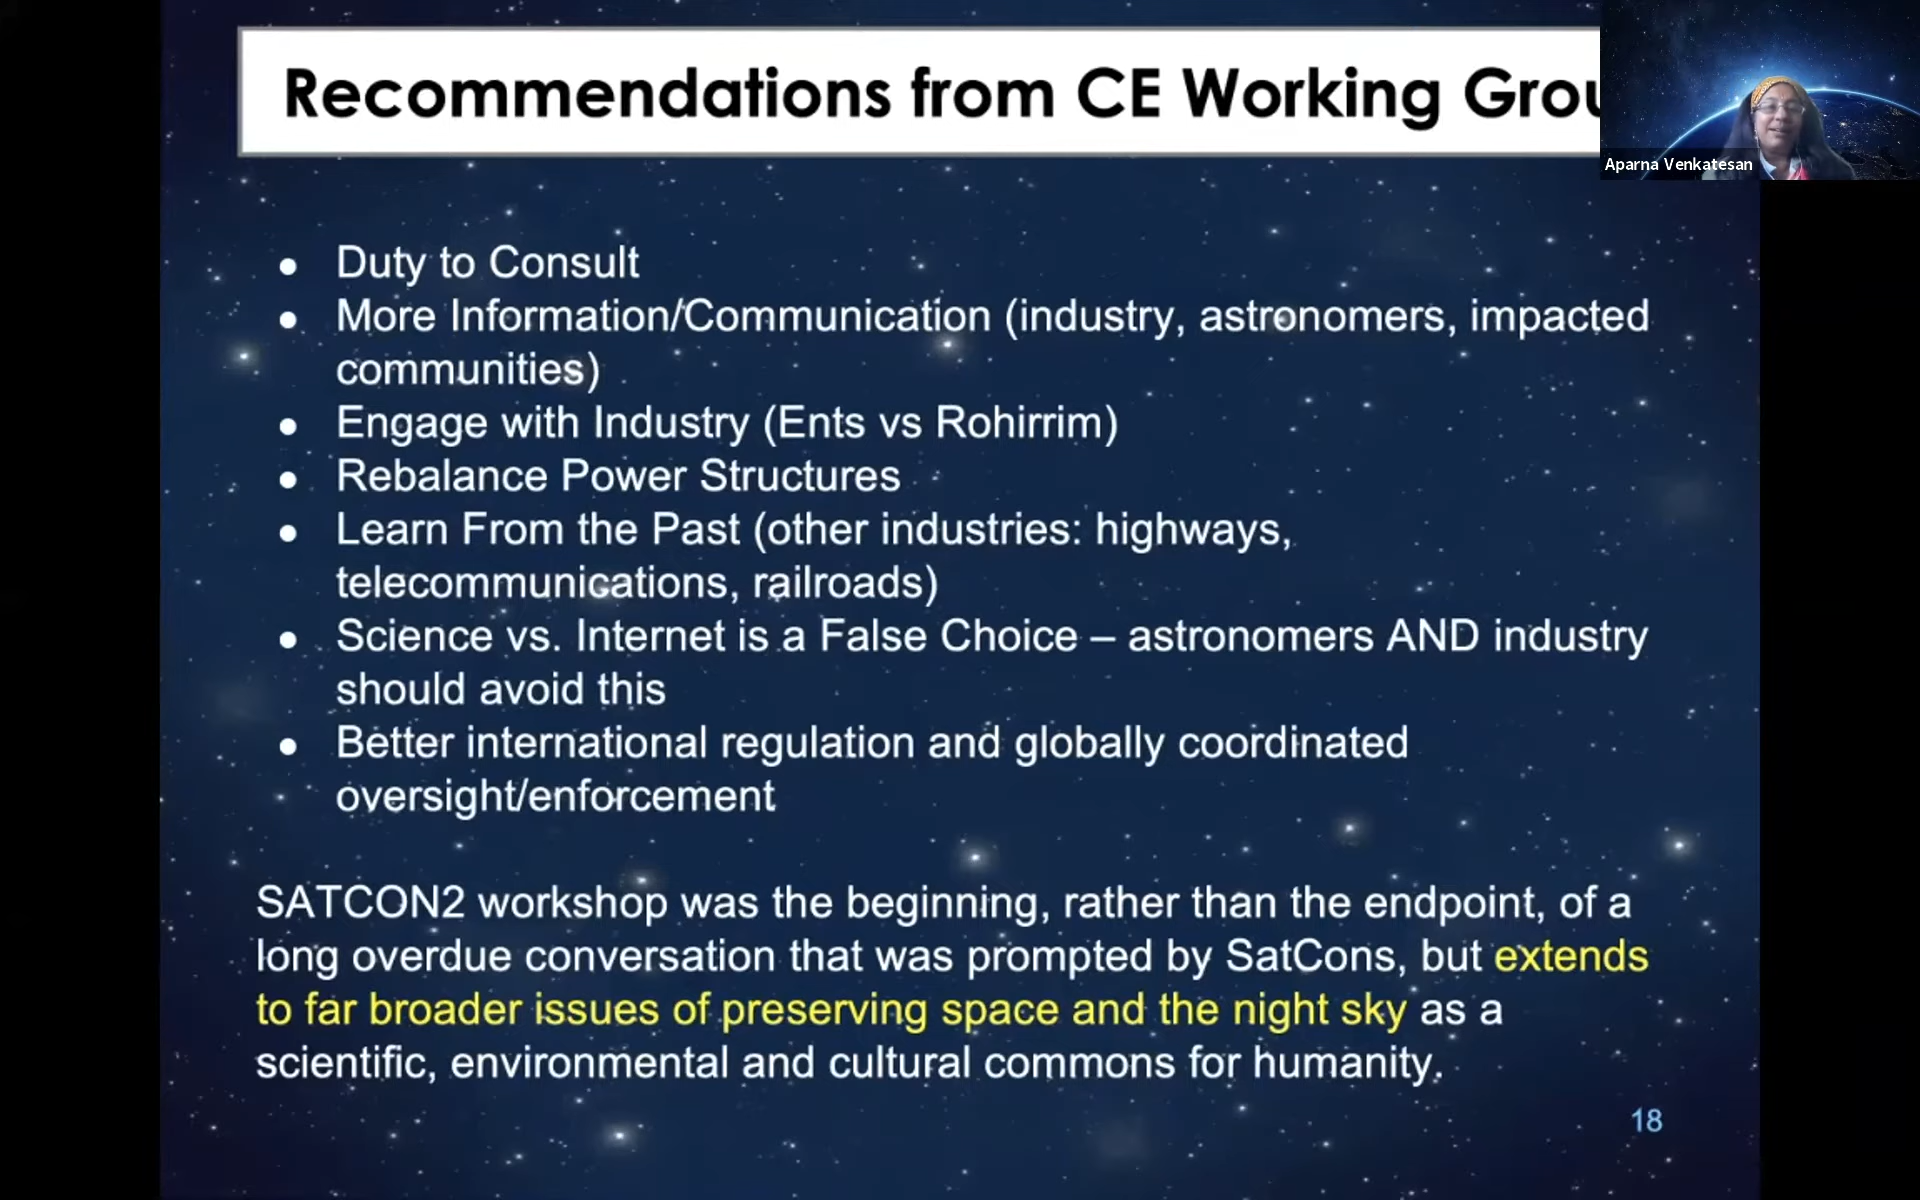 Recommendations from CE Working Grou
Aparna Venkatesan
● Duty to Consult
● More Information/Communication (industry, astronomers, impacted
communities)
● Engage with Industry (Ents vs Rohirrim)
● Rebalance Power Structures
● Learn From the Past (other industries: highways,
telecommunications, railroads)
● Science vs. Internet is a False Choice – astronomers AND industry
should avoid this
● Better international regulation and globally coordinated
oversight/enforcement
SATCON2 workshop was the beginning, rather than the endpoint, of a
long overdue conversation that was prompted by SatCons, but extends
to far broader issues of preserving space and the night sky as a
scientific, environmental and cultural commons for humanity.
18